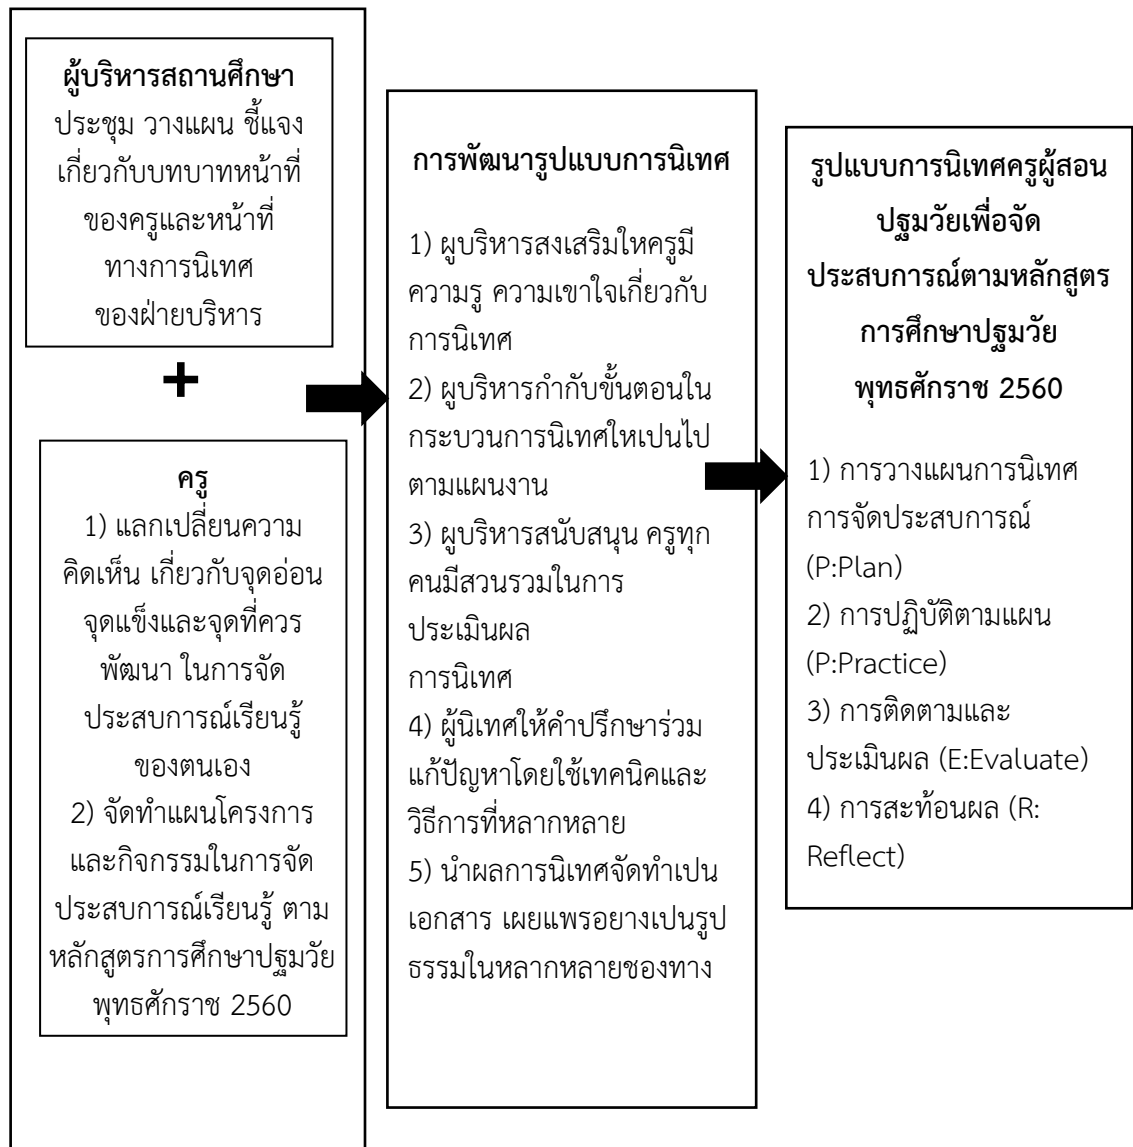 ผู้บริหารสถานศึกษา
ประชุม วางแผน ชี้แจง
เกี่ยวกับบทบาทหน้าที่
ของครูและหน้าที่
ทางการนิเทศ
ของฝ่ายบริหาร
+
ครู
1) แลกเปลี่ยนความ
คิดเห็น เกี่ยวกับจุดอ่อน
จุดแข็งและจุดที่ควร
พัฒนา ในการจัด
ประสบการณ์เรียนรู้
ของตนเอง
2) จัดทำแผนโครงการ
และกิจกรรมในการจัด
ประสบการณ์เรียนรู้ ตาม
หลักสูตรการศึกษาปฐมวัย
พุทธศักราช 2560
การพัฒนารูปแบบการนิเทศ
1) ผูบริหารสงเสริมใหครูมี
ความรู ความเขาใจเกี่ยวกับ
การนิเทศ
2) ผูบริหารกำกับขั้นตอนใน
กระบวนการนิเทศใหเปนไป
ตามแผนงาน
3) ผูบริหารสนับสนุน ครูทุก
คนมีสวนรวมในการ
ประเมินผล
การนิเทศ
4) ผู้นิเทศให้คำปรึกษาร่วม
แก้ปัญหาโดยใช้เทคนิคและ
วิธีการที่หลากหลาย
5) นำผลการนิเทศจัดทำเปน
เอกสาร เผยแพรอยางเปนรูป
ธรรมในหลากหลายชองทาง
รูปแบบการนิเทศครูผู้สอน
ปฐมวัยเพื่อจัด
ประสบการณ์ตามหลักสูตร
การศึกษาปฐมวัย
พุทธศักราช 2560
1) การวางแผนการนิเทศ
การจัดประสบการณ์
(P:Plan)
2) การปฏิบัติตามแผน
(P:Practice)
3) การติดตามและ
ประเมินผล (E:Evaluate)
4) การสะท้อนผล (R:
Reflect)